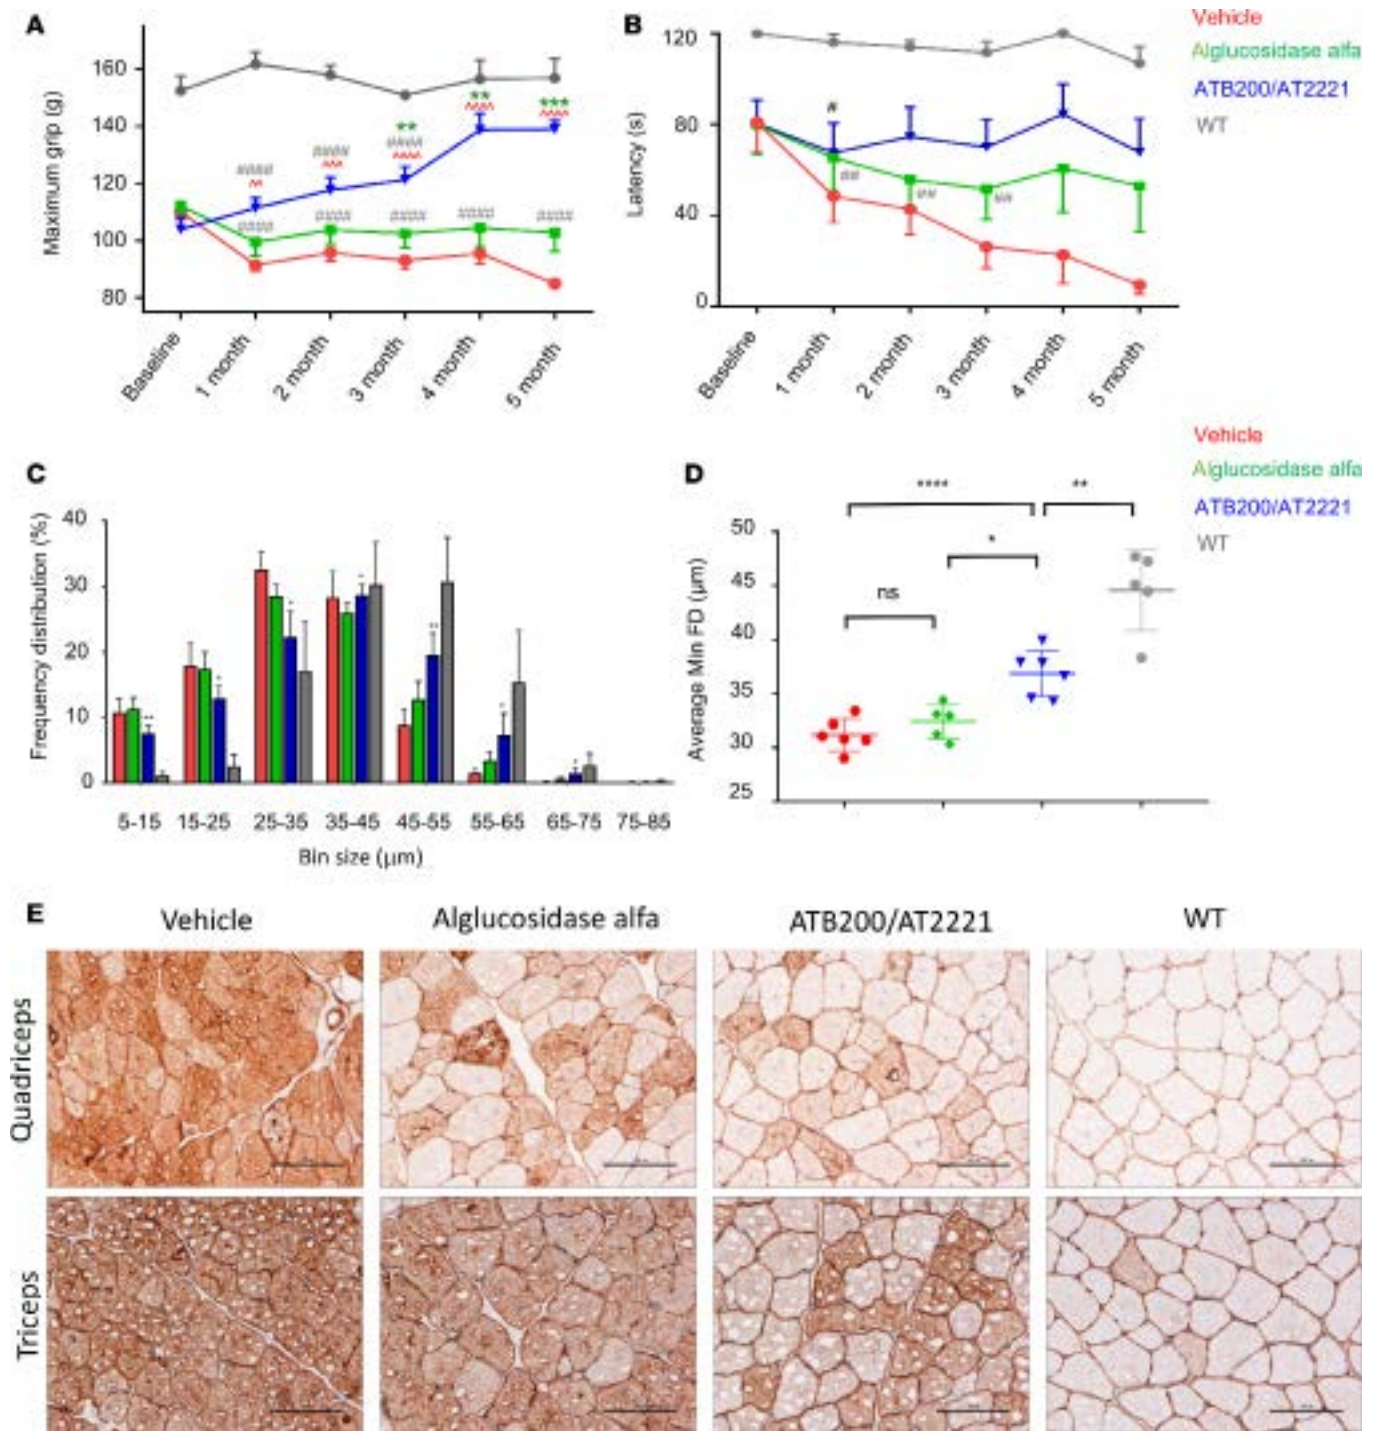 A
Maximum grip (g)
160
140
120
100
80
####
^^
####
####
^^^
####
**
####
^^^^
####
**
^^^^
####
***
^^^^
####
Baseline
1 month
2 month
3 month
4 month
5 month
B
Latency (s)
120
80
40
0
#
##
##
##
Baseline
1 month
2 month
3 month
4 month
5 month
Vehicle
Alglucosidase alfa
ATB200/AT2221
WT
C
Frequency distribution (%)
40
30
20
10
0
5-15
15-25
25-35
35-45
45-55
55-65
65-75
75-85
Bin size (μm)
D
Average Min FD (μm)
50
45
40
35
30
25
****
**
*
ns
Vehicle
Alglucosidase alfa
ATB200/AT2221
WT
E
Vehicle
Alglucosidase alfa
ATB200/AT2221
WT
Quadriceps
Triceps